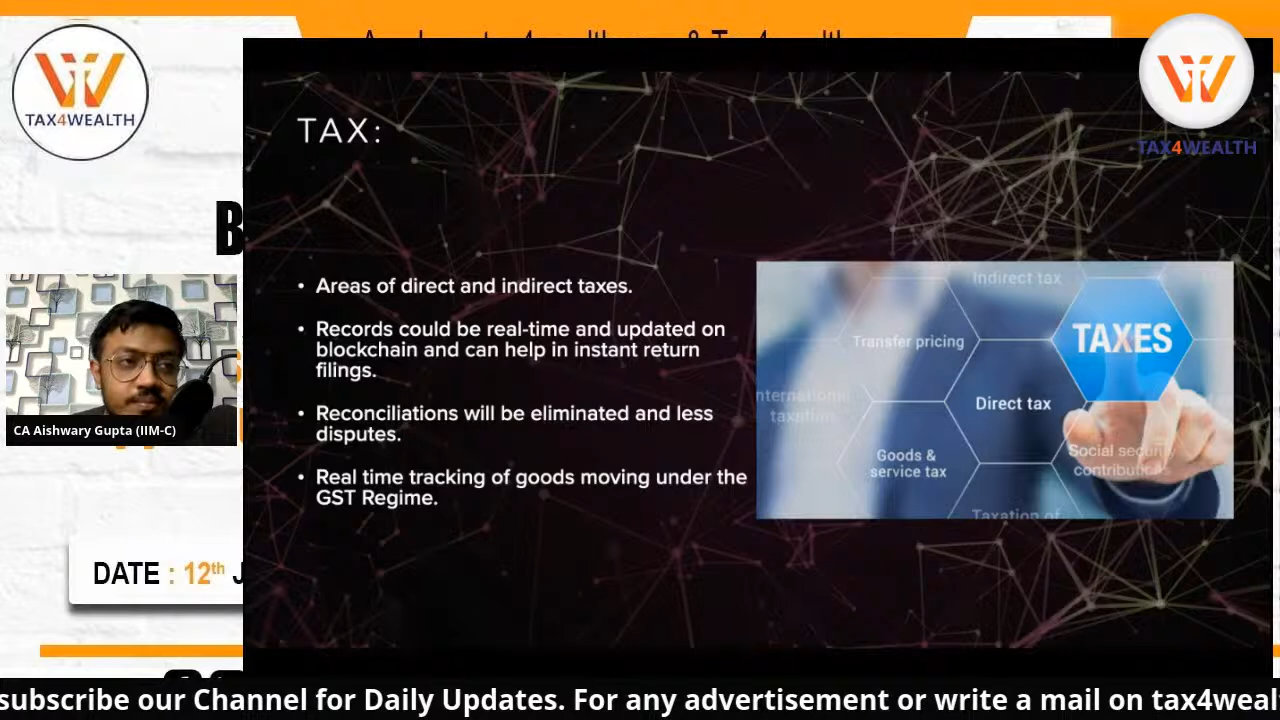 TAX4WEALTH
TAX4WEALTH
TAX:
• Areas of direct and indirect taxes.
• Records could be real-time and updated on
blockchain and can help in instant return
filings.
• Reconciliations will be eliminated and less
disputes.
• Real time tracking of goods moving under the
GST Regime.
Indirect tax
TAXES
Transfer pricing
Direct tax
Goods &
service tax
Taxation of
B
CA Aishwary Gupta (IIM-C)
DATE : 12th J
subscribe our Channel for Daily Updates. For any advertisement or write a mail on tax4weal